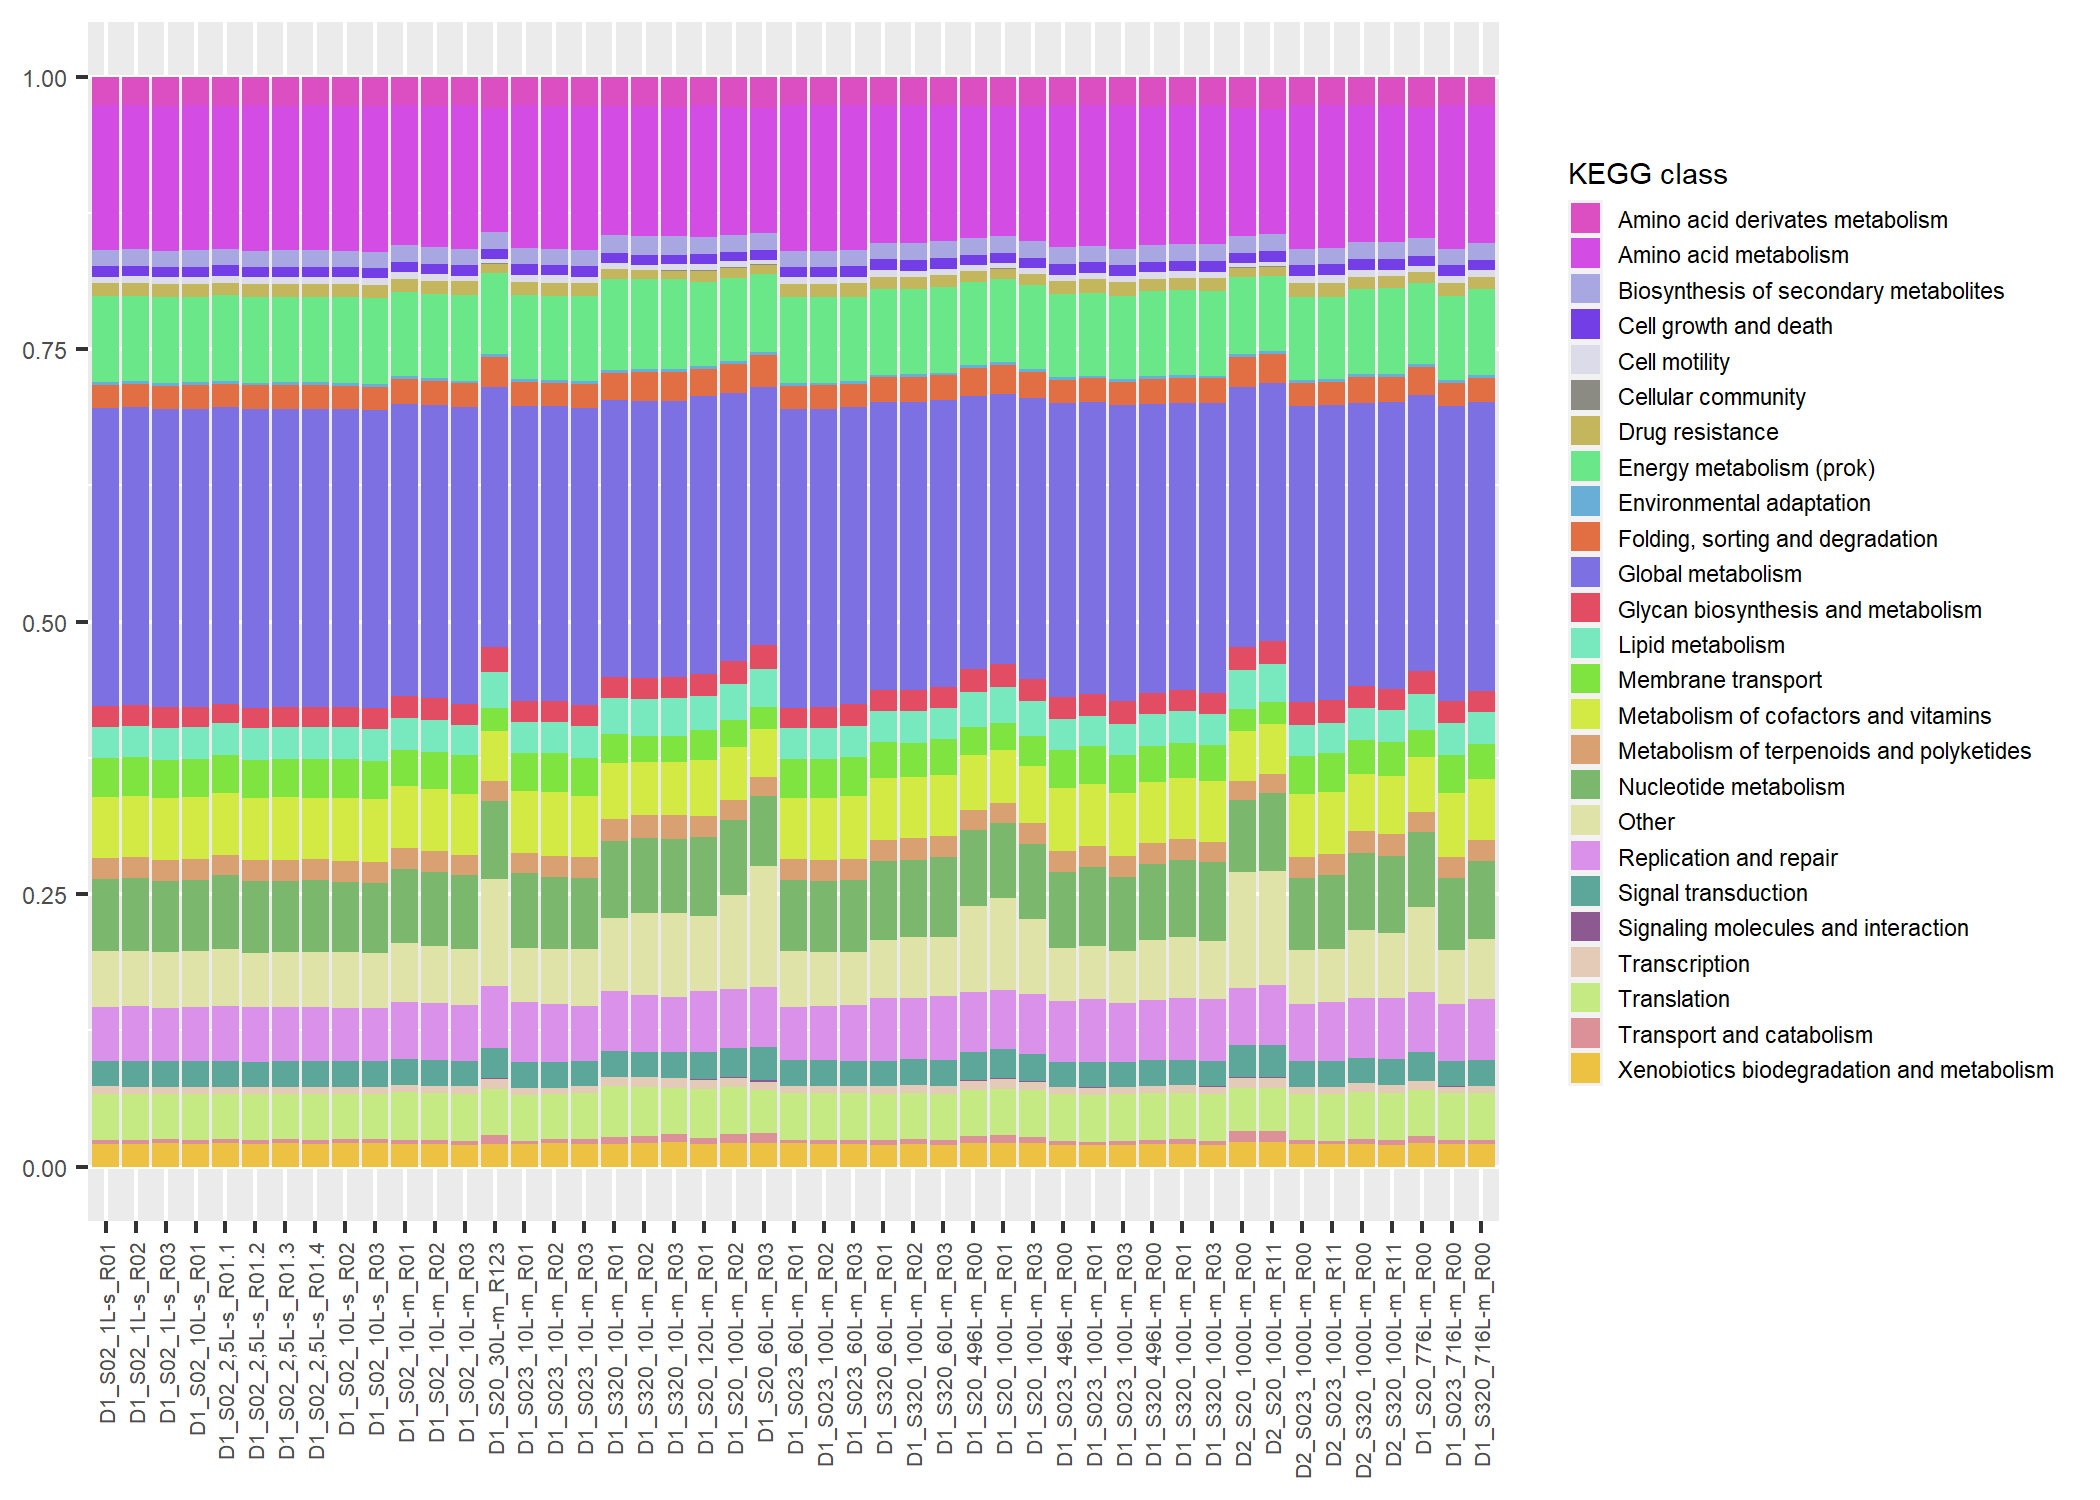 1.00
0.75
0.50
0.25
0.00
D1_S02_1L-s_R01
D1_S02_1L-s_R02
D1_S02_1L-s_R03
D1_S02_10L-s_R01
D1_S02_2,5L-s_R01.1
D1_S02_2,5L-s_R01.2
D1_S02_2,5L-s_R01.3
D1_S02_2,5L-s_R01.4
D1_S02_10L-s_R02
D1_S02_10L-s_R03
D1_S02_10L-m_R01
D1_S02_10L-m_R02
D1_S02_10L-m_R03
D1_S20_30L-m_R123
D1_S023_10L-m_R01
D1_S023_10L-m_R02
D1_S023_10L-m_R03
D1_S320_10L-m_R01
D1_S320_10L-m_R02
D1_S320_10L-m_R03
D1_S20_120L-m_R01
D1_S20_100L-m_R02
D1_S20_60L-m_R03
D1_S023_60L-m_R01
D1_S023_100L-m_R02
D1_S023_60L-m_R03
D1_S320_60L-m_R01
D1_S320_100L-m_R02
D1_S320_60L-m_R03
D1_S20_496L-m_R00
D1_S20_100L-m_R01
D1_S20_100L-m_R03
D1_S023_496L-m_R00
D1_S023_100L-m_R01
D1_S023_100L-m_R03
D1_S320_496L-m_R00
D1_S320_100L-m_R01
D1_S320_100L-m_R03
D2_S20_1000L-m_R00
D2_S20_100L-m_R11
D2_S023_1000L-m_R00
D2_S023_100L-m_R11
D2_S320_1000L-m_R00
D2_S320_100L-m_R11
D1_S20_776L-m_R00
D1_S023_716L-m_R00
D1_S320_716L-m_R00
KEGG class
Amino acid derivates metabolism
Amino acid metabolism
Biosynthesis of secondary metabolites
Cell growth and death
Cell motility
Cellular community
Drug resistance
Energy metabolism (prok)
Environmental adaptation
Folding, sorting and degradation
Global metabolism
Glycan biosynthesis and metabolism
Lipid metabolism
Membrane transport
Metabolism of cofactors and vitamins
Metabolism of terpenoids and polyketides
Nucleotide metabolism
Other
Replication and repair
Signal transduction
Signaling molecules and interaction
Transcription
Translation
Transport and catabolism
Xenobiotics biodegradation and metabolism